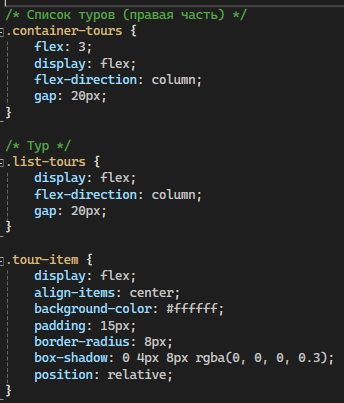 /* Список туров (правая часть) */
.container-tours {
    flex: 3;
    display: flex;
    flex-direction: column;
    gap: 20px;
}

/* Тур */
.list-tours {
    display: flex;
    flex-direction: column;
    gap: 20px;
}

.tour-item {
    display: flex;
    align-items: center;
    background-color: #ffffff;
    padding: 15px;
    border-radius: 8px;
    box-shadow: 0 4px 8px rgba(0, 0, 0, 0.3);
    position: relative;
}